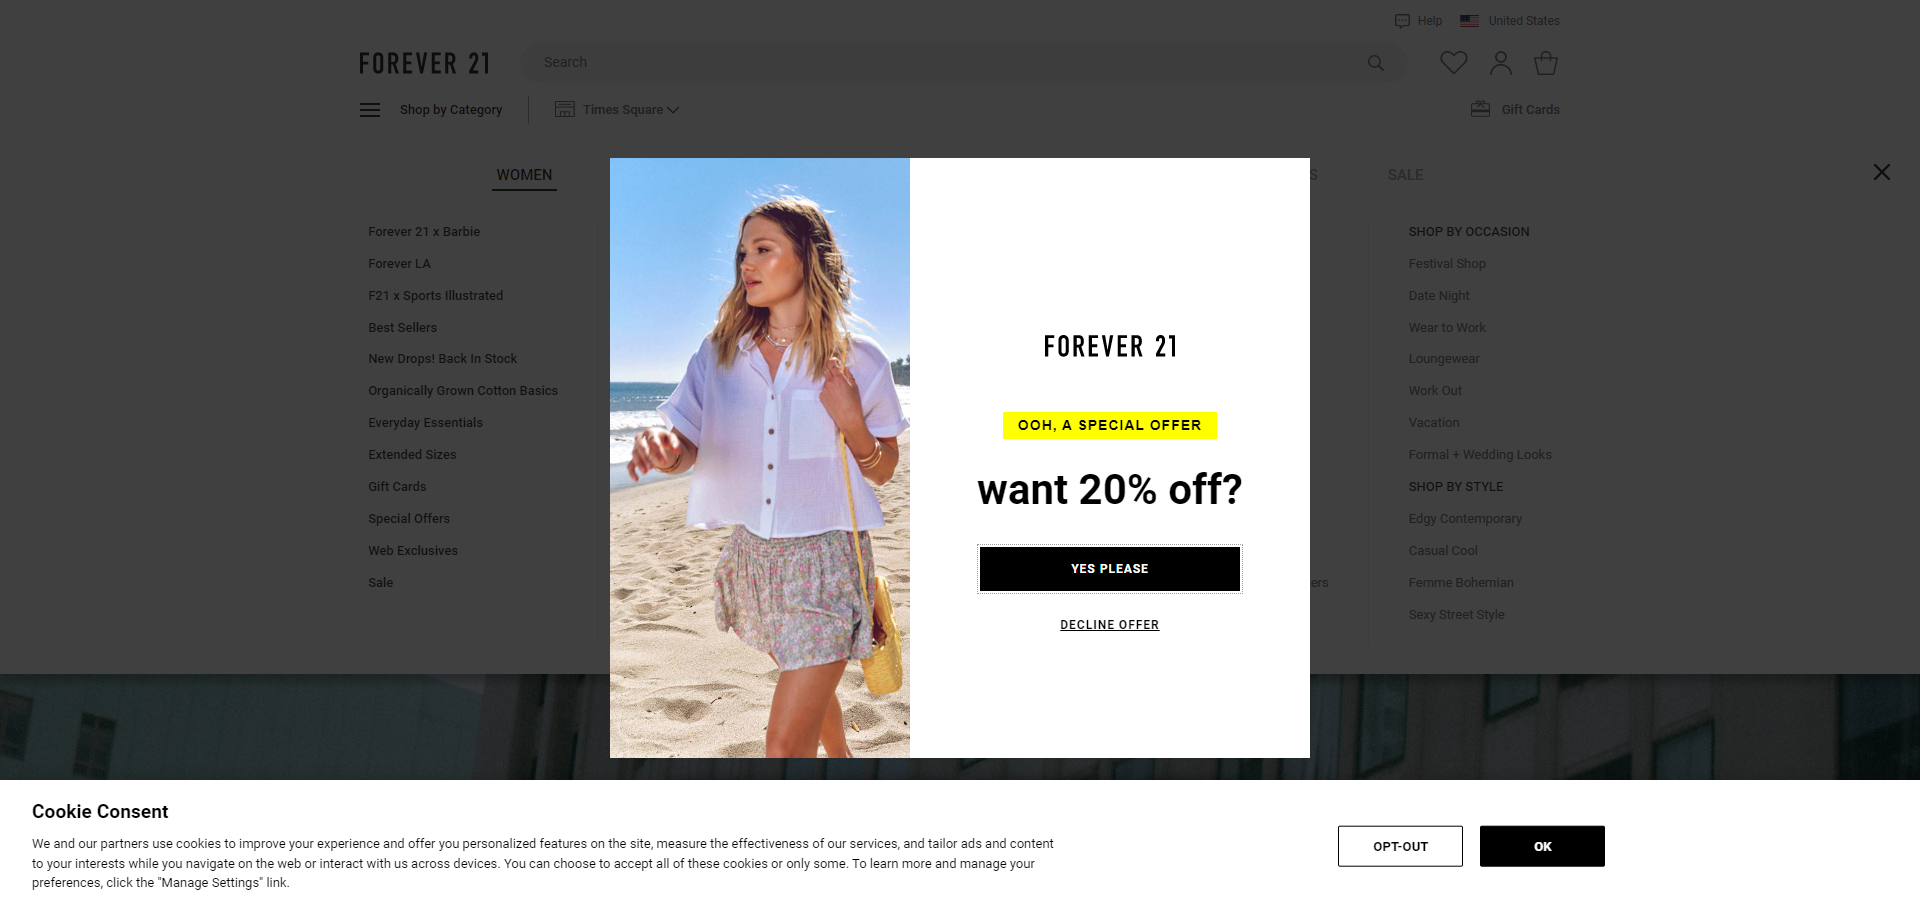 Help
United States
FOREVER 21
Search
Shop by Category
Times Square
Gift Cards
WOMEN
SALE
Forever 21 x Barbie
Forever LA
F21 x Sports Illustrated
Best Sellers
New Drops! Back In Stock
Organically Grown Cotton Basics
Everyday Essentials
Extended Sizes
Gift Cards
Special Offers
Web Exclusives
Sale
SHOP BY OCCASION
Festival Shop
Date Night
Wear to Work
Loungewear
Work Out
Vacation
Formal + Wedding Looks
SHOP BY STYLE
Edgy Contemporary
Casual Cool
Femme Bohemian
Sexy Street Style
FOREVER 21
OOH, A SPECIAL OFFER
want 20% off?
YES PLEASE
DECLINE OFFER
Cookie Consent
We and our partners use cookies to improve your experience and offer you personalized features on the site, measure the effectiveness of our services, and tailor ads and content
to your interests while you navigate on the web or interact with us across devices. You can choose to accept all of these cookies or only some. To learn more and manage your
preferences, click the "Manage Settings" link.
OPT-OUT
OK